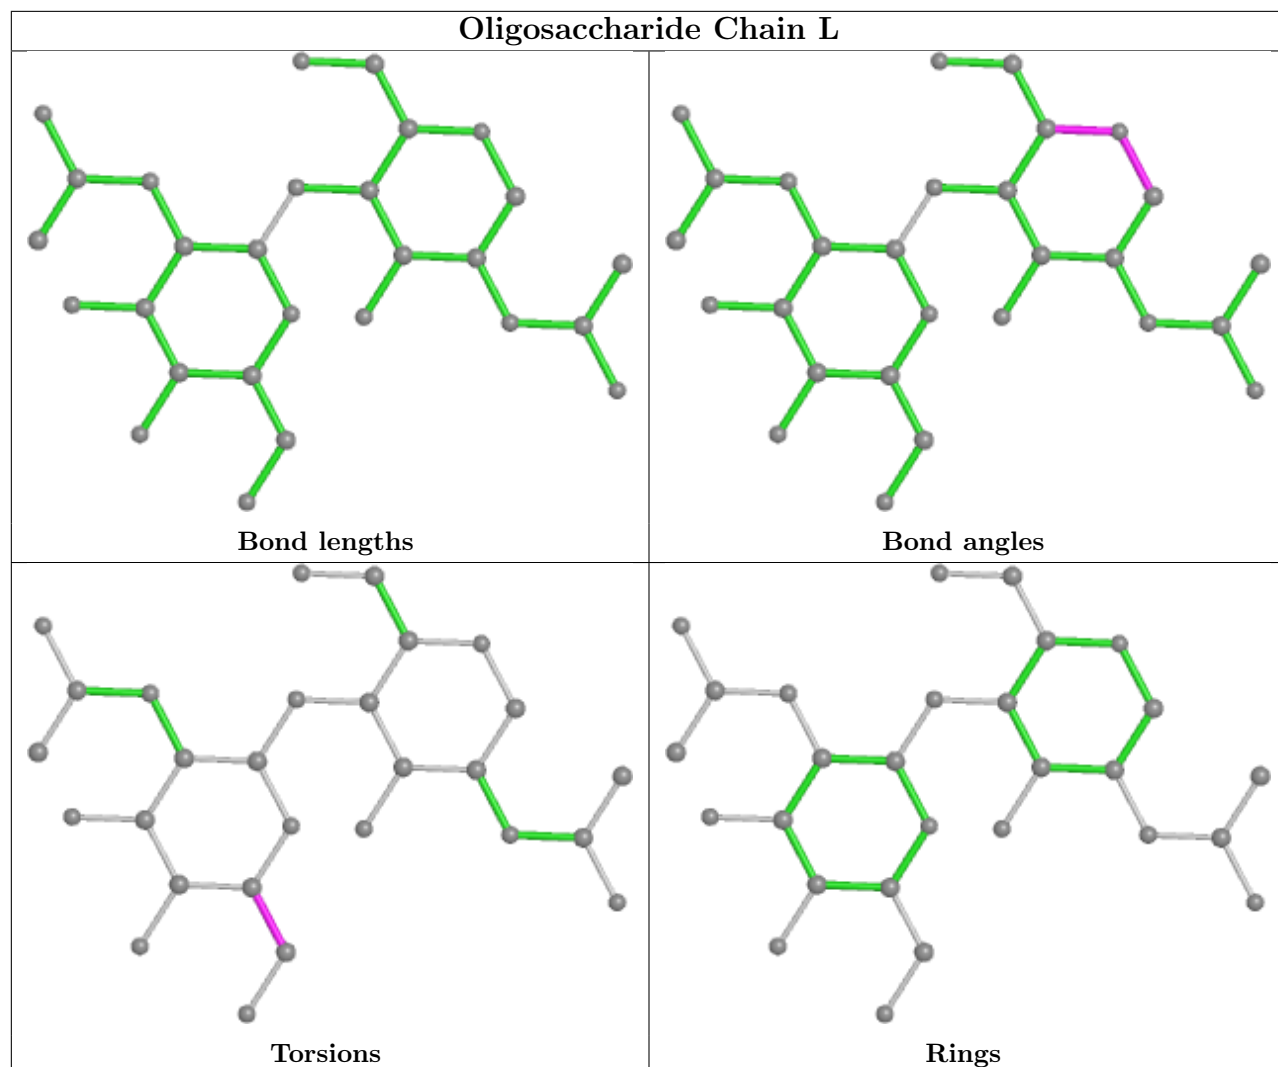 Oligosaccharide Chain L
Bond lengths
Bond angles
Torsions
Rings